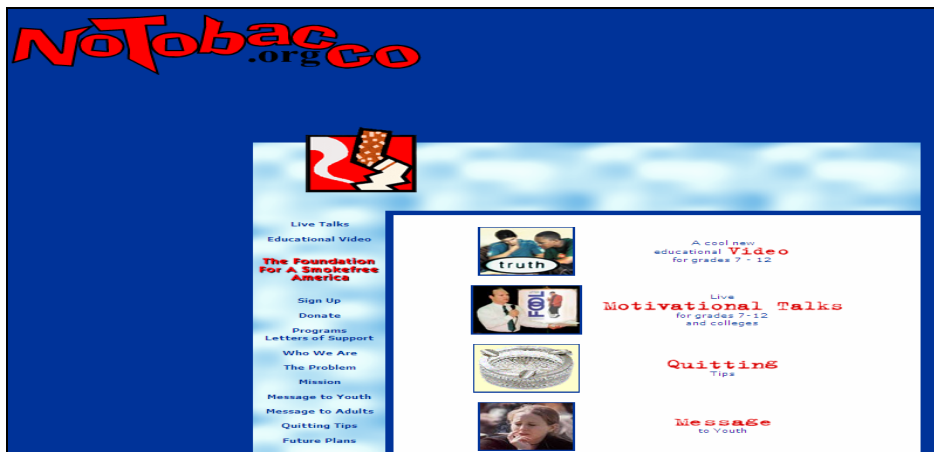 NoTobacco
.org
Live Talks
Educational Video
The Foundation
For A Smokefree
America
Sign Up
Donate
Programs
Letters of Support
Who We Are
The Problem
Mission
Message to Youth
Message to Adults
Quitting Tips
Future Plans
truth
A cool new
educational Video
for grades 7 - 12
FOOL
Live
Motivational Talks
for grades 7-12
and colleges
Quitting
Tips
Message
to Youth